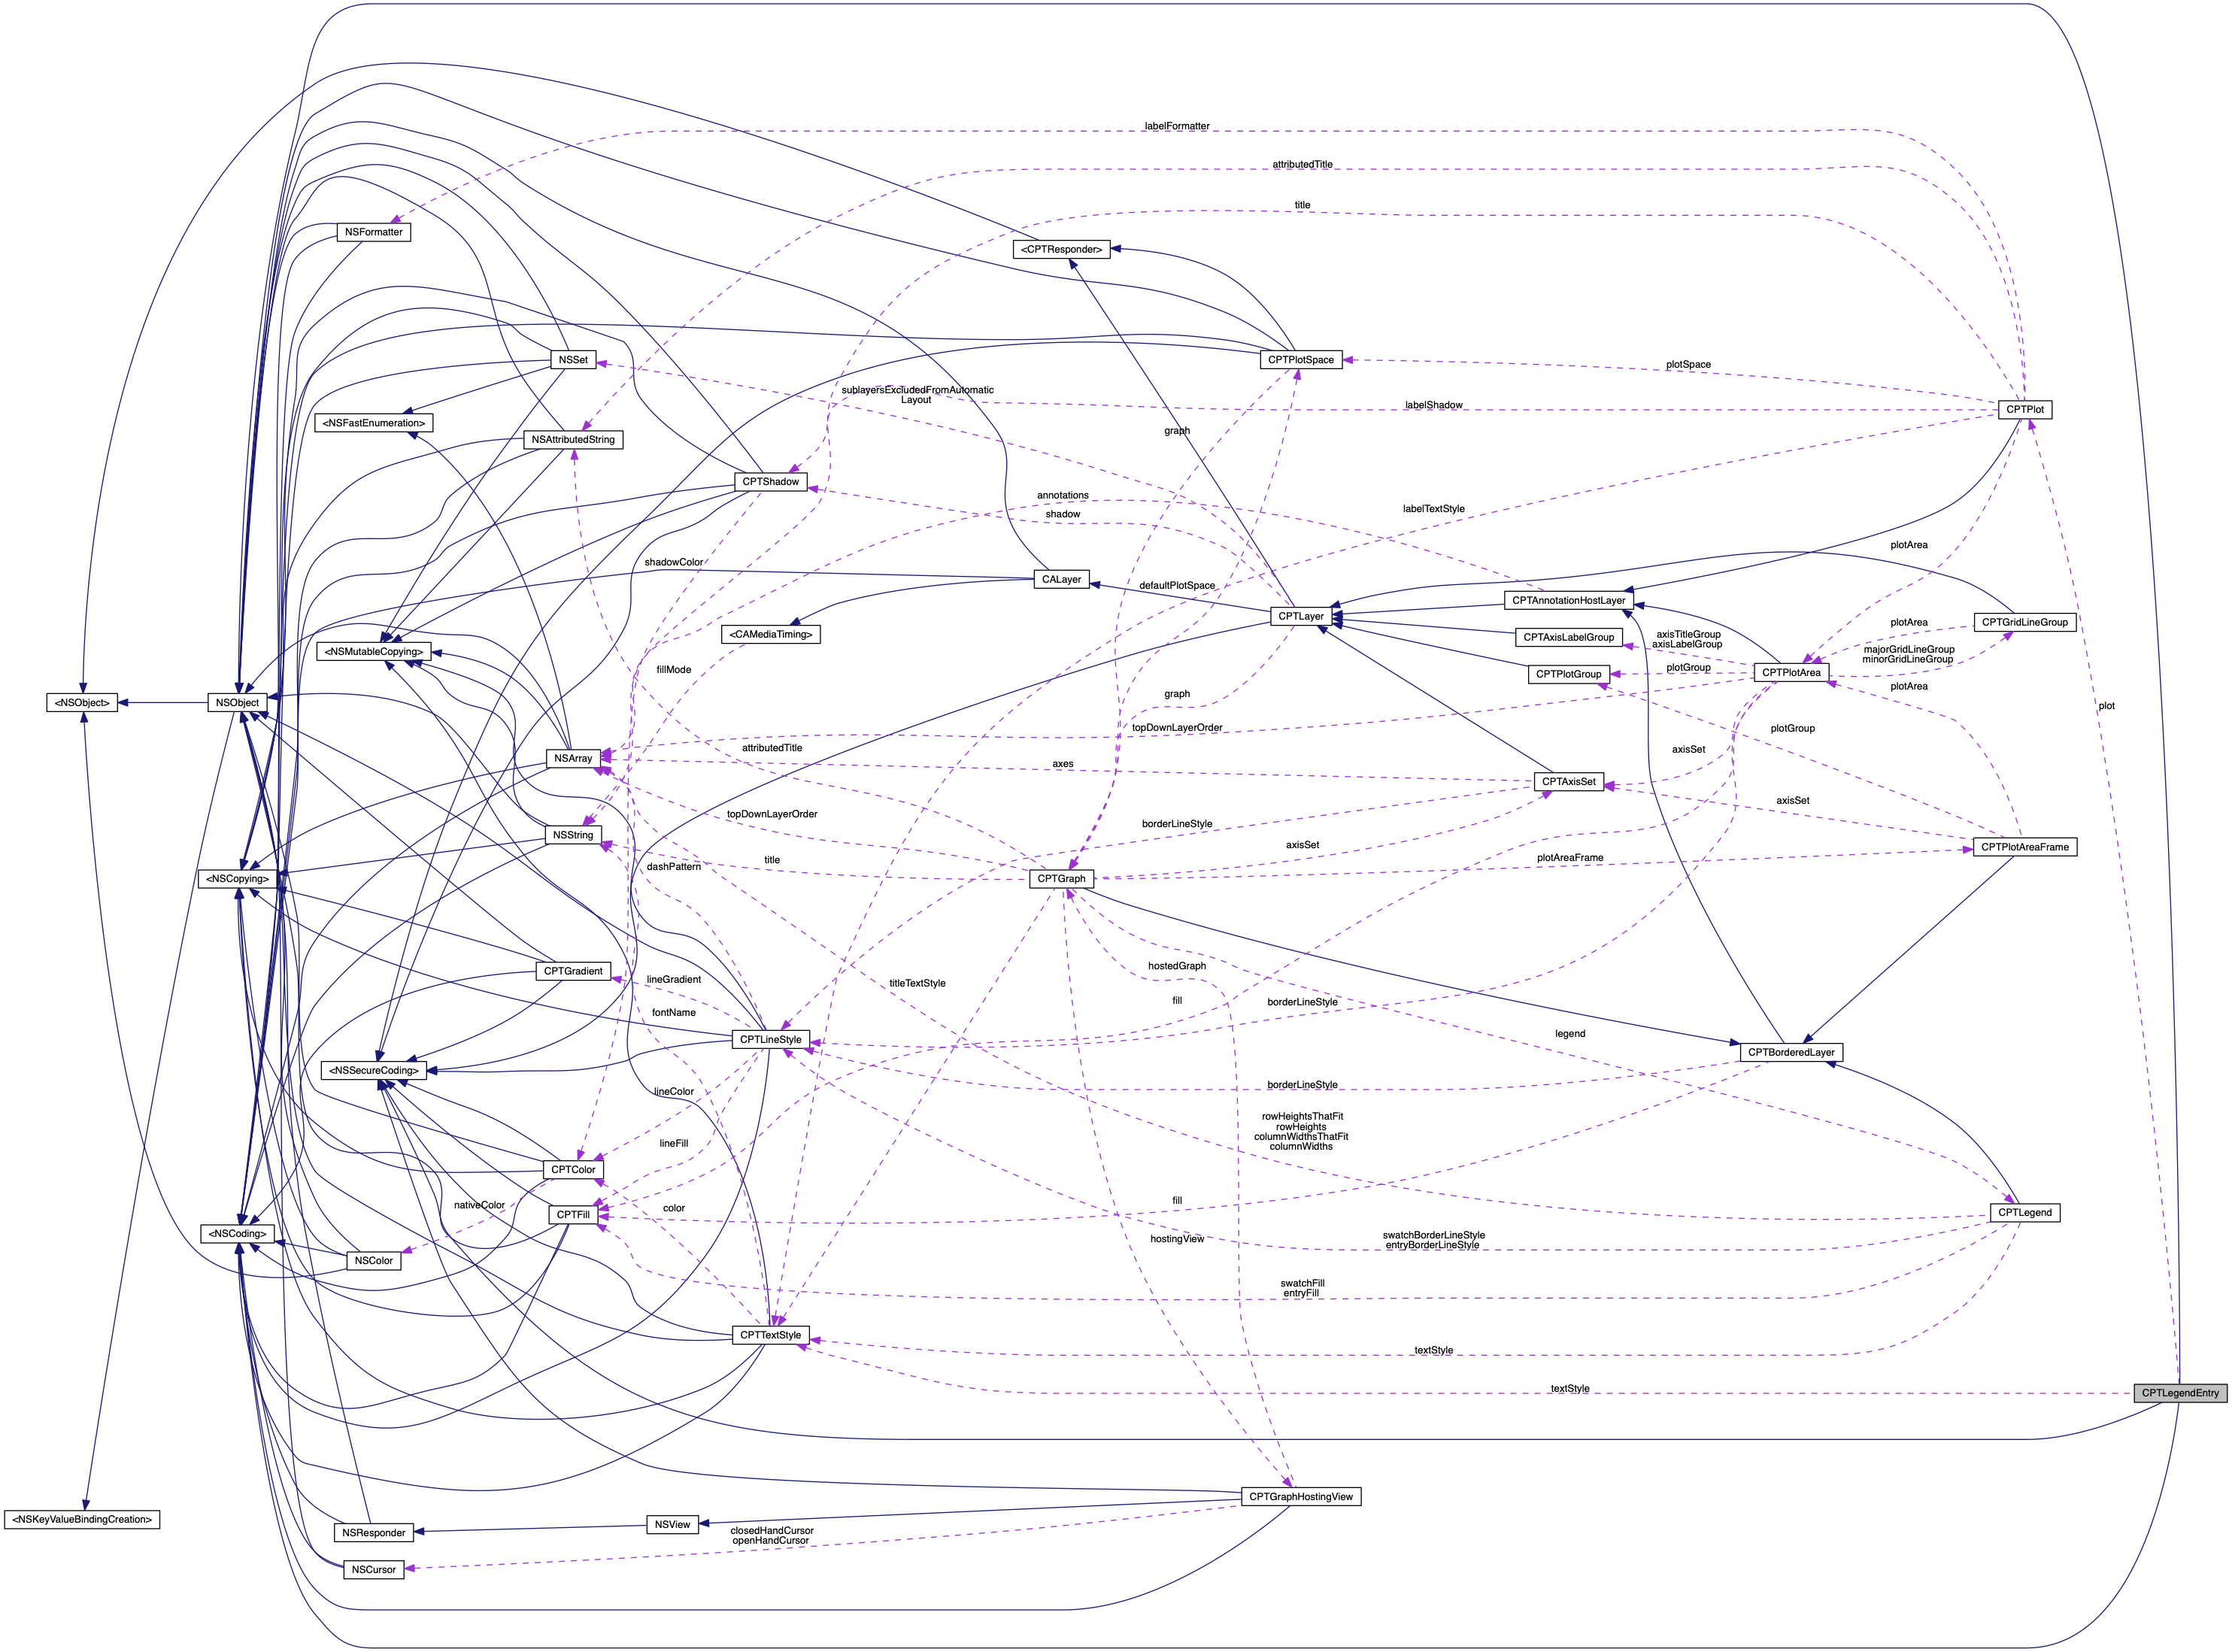 labelFormatter
attributedTitle
title
NSFormatter
<CPTResponder>
NSSet
CPTPlotSpace
plotSpace
sublayersExcludedFromAutomatic
Layout
labelShadow
CPTPlot
<NSFastEnumeration>
NSAttributedString
graph
CPTShadow
annotations
shadow
labelTextStyle
plotArea
shadowColor
CALayer
defaultPlotSpace
CPTAnnotationHostLayer
CPTLayer
<CAMediaTiming>
CPTAxisLabelGroup
axisTitleGroup
axisLabelGroup
plotArea
CPTGridLineGroup
<NSMutableCopying>
majorGridLineGroup
minorGridLineGroup
fillMode
CPTPlotGroup
plotGroup
CPTPlotArea
<NSObject>
NSObject
graph
plotArea
plot
topDownLayerOrder
plotGroup
attributedTitle
axisSet
NSArray
axes
CPTAxisSet
axisSet
topDownLayerOrder
borderLineStyle
NSString
axisSet
CPTPlotAreaFrame
title
plotAreaFrame
dashPattern
<NSCopying>
CPTGraph
hostedGraph
CPTGradient
lineGradient
titleTextStyle
fill
borderLineStyle
fontName
legend
CPTLineStyle
CPTBorderedLayer
<NSSecureCoding>
lineColor
borderLineStyle
rowHeightsThatFit
rowHeights
columnWidthsThatFit
columnWidths
lineFill
CPTColor
nativeColor
color
fill
CPTFill
CPTLegend
<NSCoding>
hostingView
swatchBorderLineStyle
entryBorderLineStyle
NSColor
swatchFill
entryFill
CPTTextStyle
textStyle
textStyle
CPTLegendEntry
CPTGraphHostingView
<NSKeyValueBindingCreation>
NSView
NSResponder
closedHandCursor
openHandCursor
NSCursor